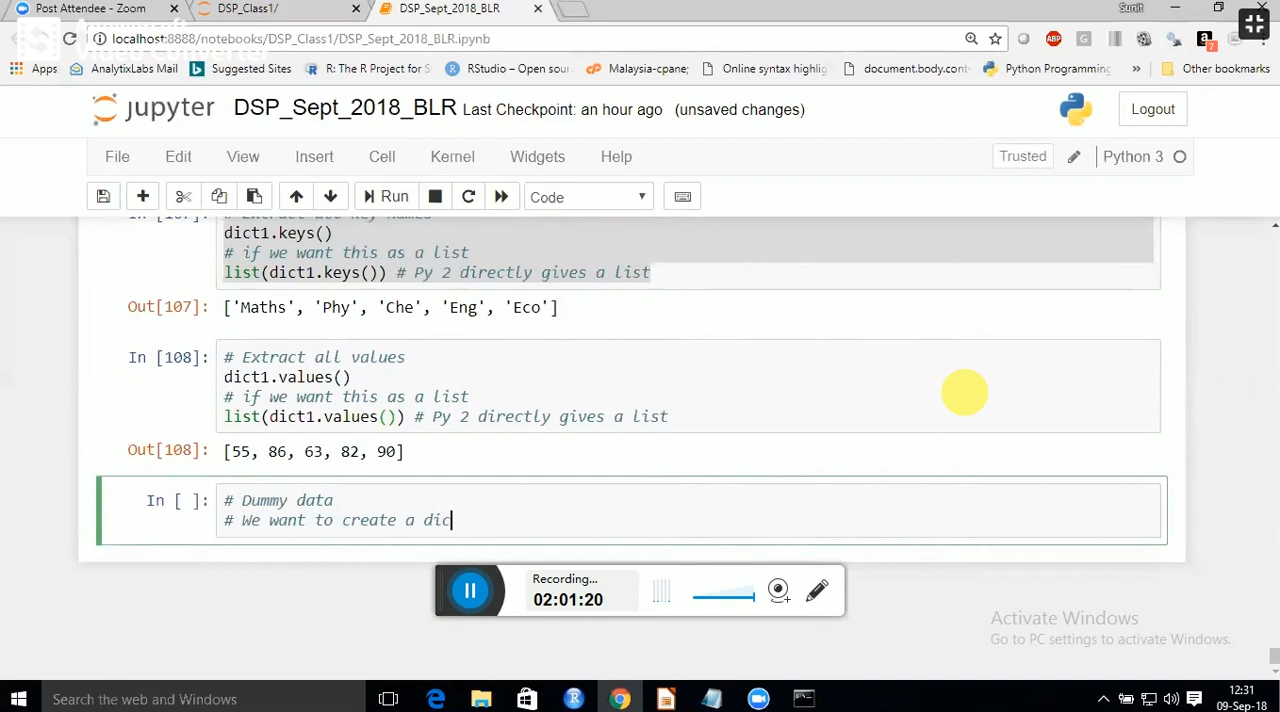 Post Attendee - Zoom
DSP_Class1/
DSP_Sept_2018_BLR
Sunit
localhost:8888/notebooks/DSP_Class1/DSP_Sept_2018_BLR.ipynb
ABP
7
Apps
AnalytixLabs Mail
Suggested Sites
R: The R Project for S
RStudio – Open sour
Malaysia-cpane;
Online syntax highlig
document.body.cont
Python Programming
»
Other bookmarks
jupyter DSP_Sept_2018_BLR Last Checkpoint: an hour ago (unsaved changes)
Logout
File Edit View Insert Cell Kernel Widgets Help
Trusted
Python 3
Run
Code
dict1.keys()
# if we want this as a list
list(dict1.keys()) # Py 2 directly gives a list
Out[107]: ['Maths', 'Phy', 'Che', 'Eng', 'Eco']
In [108]: # Extract all values
dict1.values()
# if we want this as a list
list(dict1.values()) # Py 2 directly gives a list
Out[108]: [55, 86, 63, 82, 90]
In [ ]: # Dummy data
# We want to create a dic
Recording...
02:01:20
Activate Windows
Go to PC settings to activate Windows.
Search the web and Windows
12:31
09-Sep-18